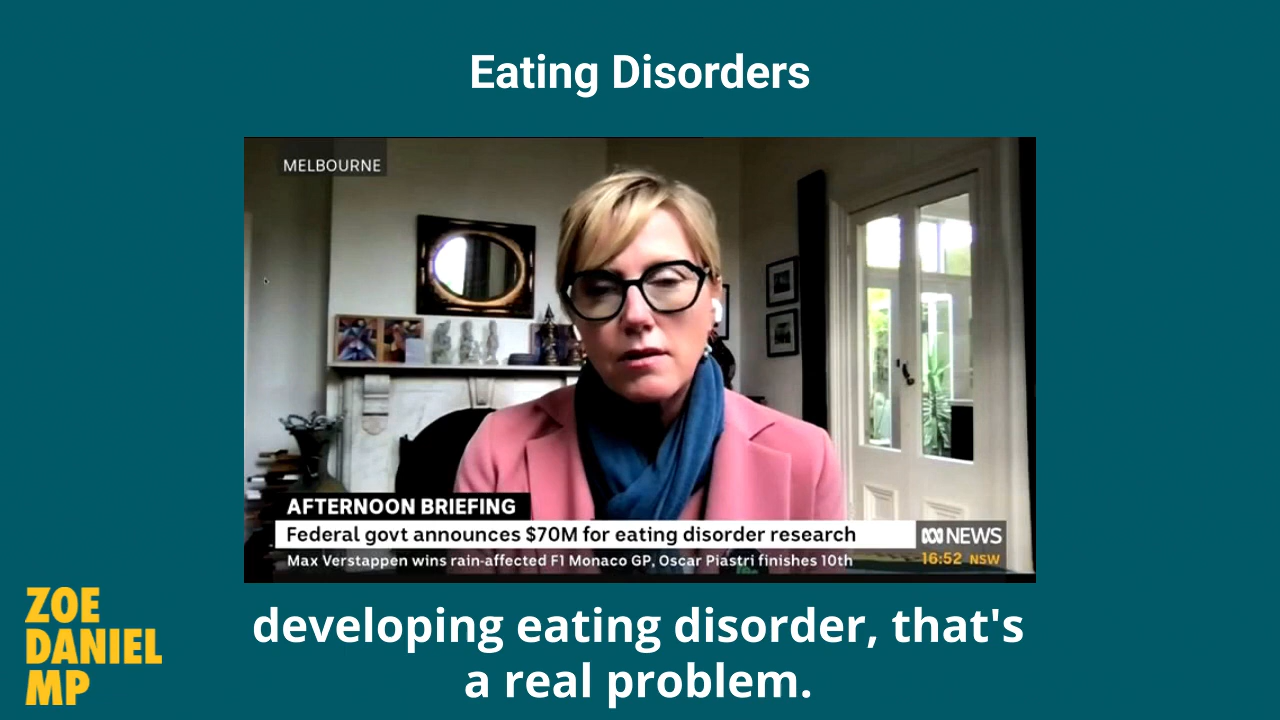 Eating Disorders
MELBOURNE
AFTERNOON BRIEFING
Federal govt announces $70M for eating disorder research
NEWS
Max Verstappen wins rain-affected F1 Monaco GP, Oscar Piastri finishes 10th
16:52 NSW
ZOE
DANIEL
MP
developing eating disorder, that's
a real problem.